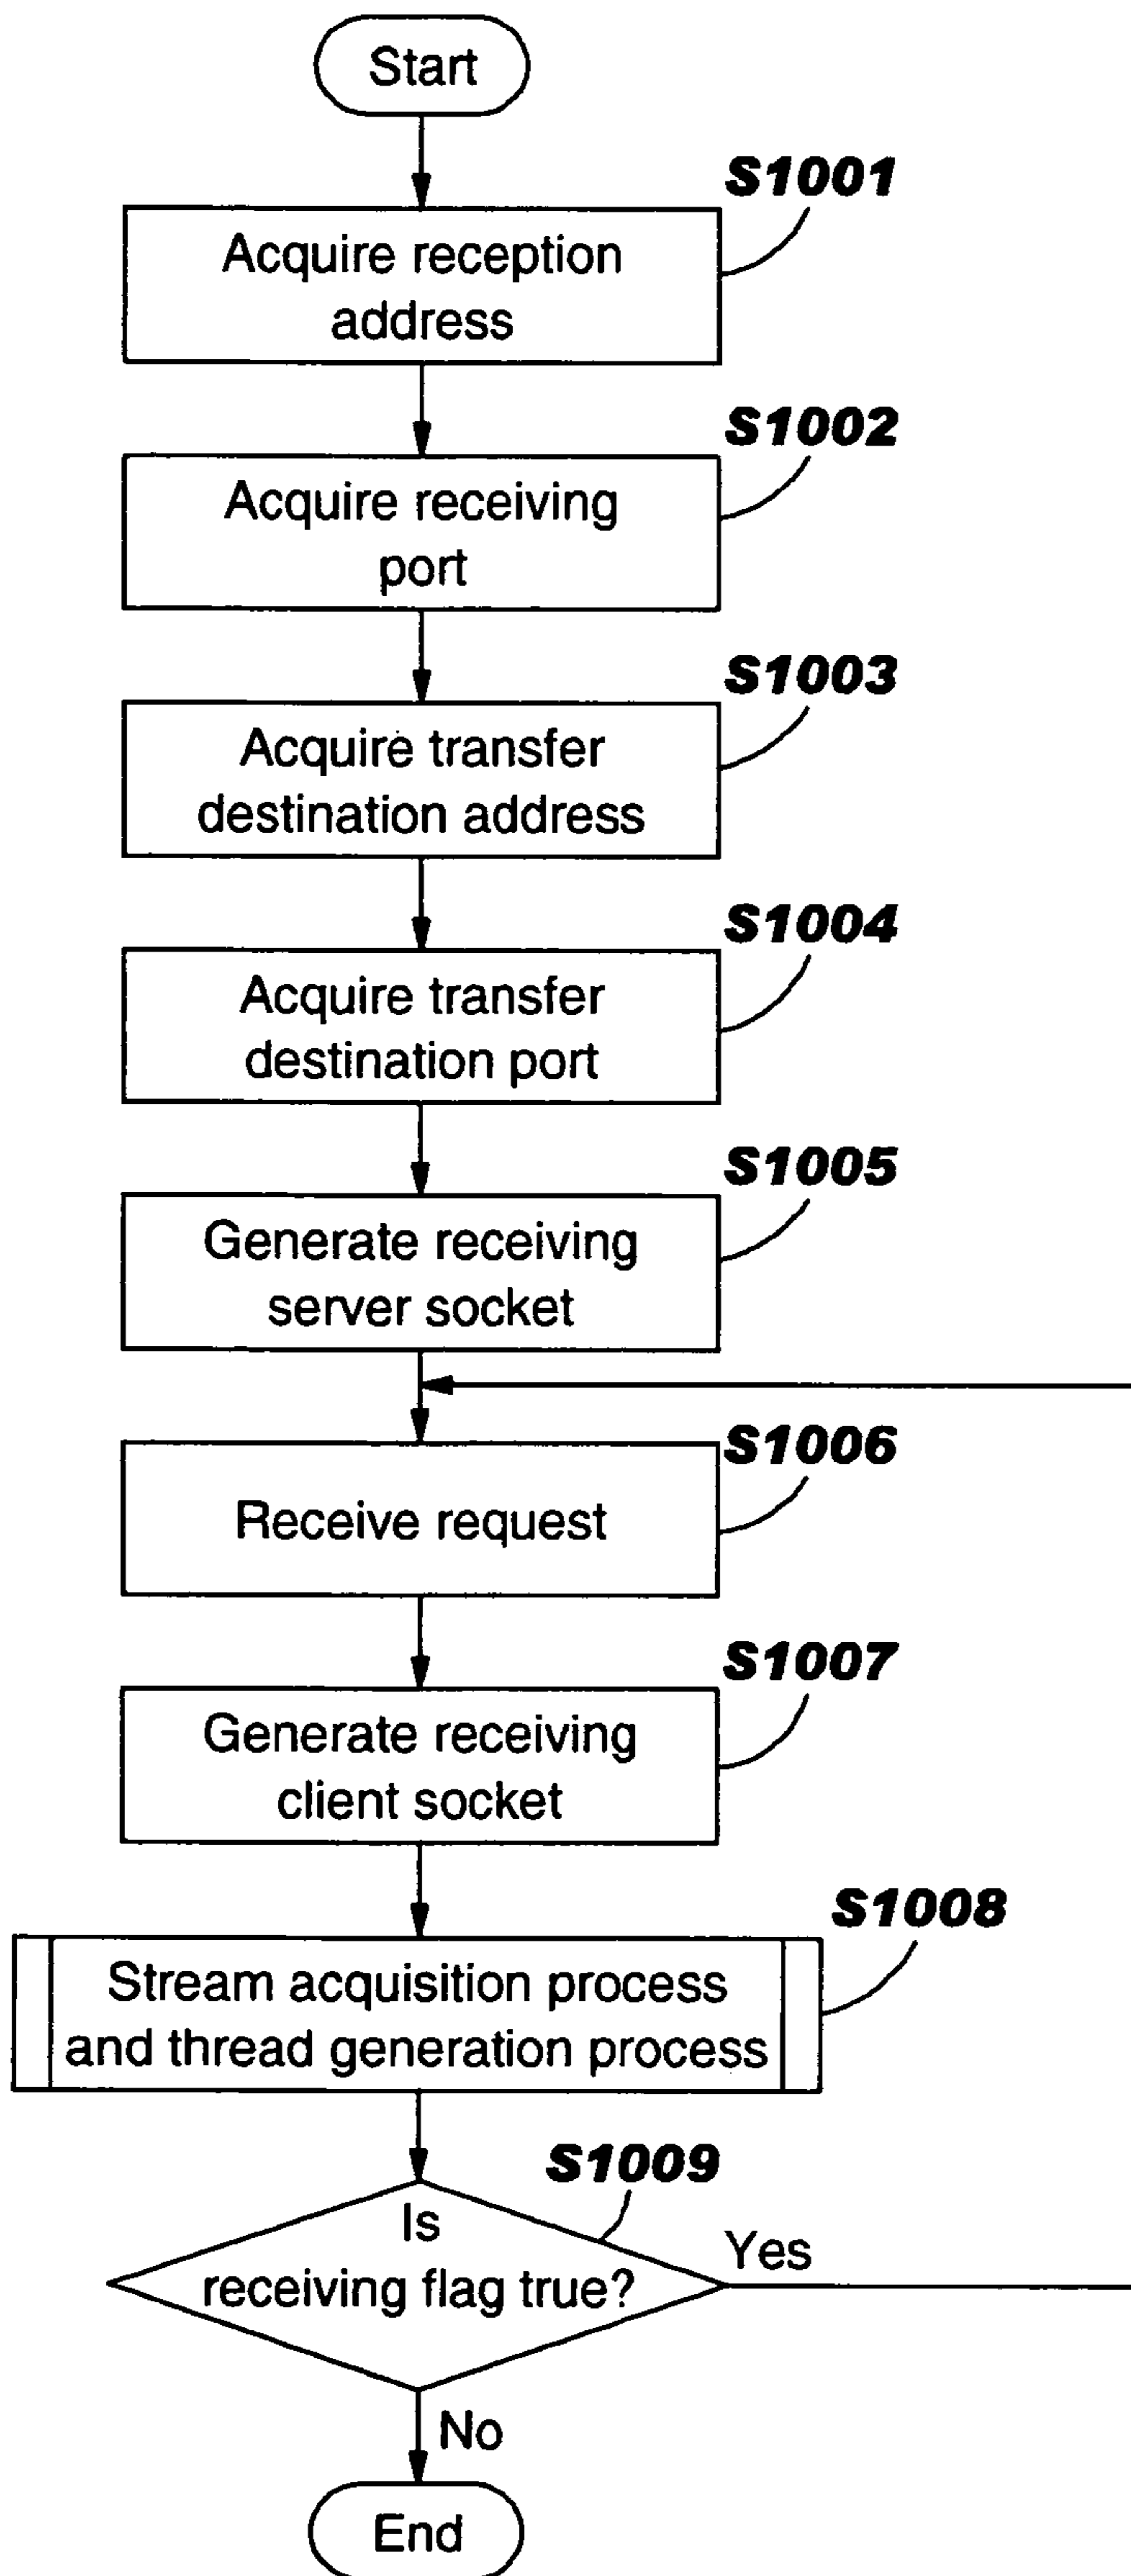 Start
S1001
Acquire reception
address
S1002
Acquire receiving
port
S1003
Acquire transfer
destination address
S1004
Acquire transfer
destination port
S1005
Generate receiving
server socket
S1006
Receive request
S1007
Generate receiving
client socket
S1008
Stream acquisition process
and thread generation process
S1009
Is
receiving flag true?
Yes
No
End